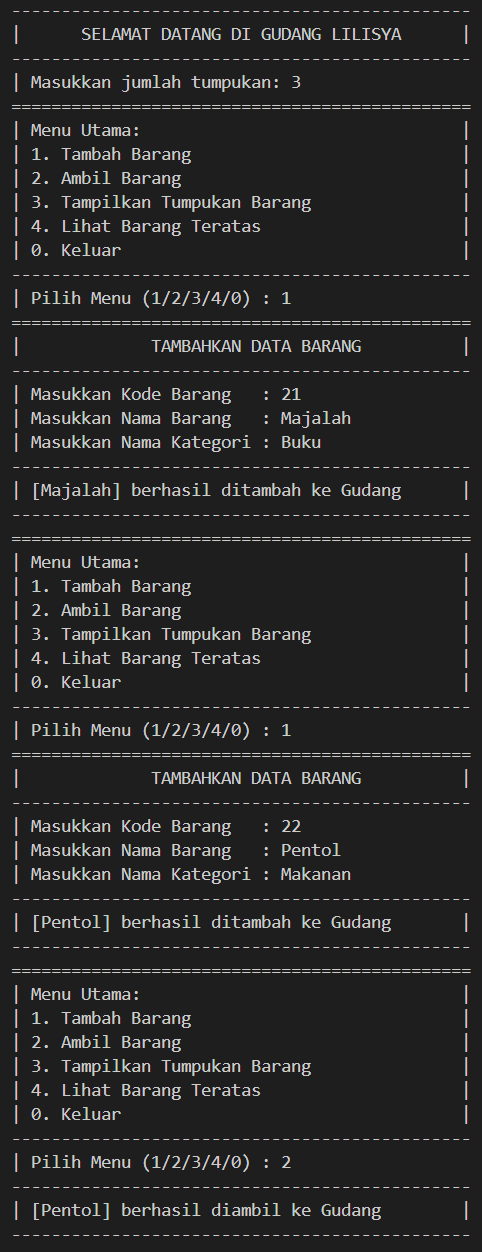 ----------------------------------------------
|      SELAMAT DATANG DI GUDANG LILISYA      |
----------------------------------------------
| Masukkan jumlah tumpukan: 3
==============================================
| Menu Utama:                                |
| 1. Tambah Barang                           |
| 2. Ambil Barang                            |
| 3. Tampilkan Tumpukan Barang               |
| 4. Lihat Barang Teratas                    |
| 0. Keluar                                  |
----------------------------------------------
| Pilih Menu (1/2/3/4/0) : 1
==============================================
|             TAMBAHKAN DATA BARANG          |
----------------------------------------------
| Masukkan Kode Barang   : 21
| Masukkan Nama Barang   : Majalah
| Masukkan Nama Kategori : Buku
----------------------------------------------
| [Majalah] berhasil ditambah ke Gudang      |
----------------------------------------------
==============================================
| Menu Utama:                                |
| 1. Tambah Barang                           |
| 2. Ambil Barang                            |
| 3. Tampilkan Tumpukan Barang               |
| 4. Lihat Barang Teratas                    |
| 0. Keluar                                  |
----------------------------------------------
| Pilih Menu (1/2/3/4/0) : 1
==============================================
|             TAMBAHKAN DATA BARANG          |
----------------------------------------------
| Masukkan Kode Barang   : 22
| Masukkan Nama Barang   : Pentol
| Masukkan Nama Kategori : Makanan
----------------------------------------------
| [Pentol] berhasil ditambah ke Gudang       |
----------------------------------------------
==============================================
| Menu Utama:                                |
| 1. Tambah Barang                           |
| 2. Ambil Barang                            |
| 3. Tampilkan Tumpukan Barang               |
| 4. Lihat Barang Teratas                    |
| 0. Keluar                                  |
----------------------------------------------
| Pilih Menu (1/2/3/4/0) : 2
----------------------------------------------
| [Pentol] berhasil diambil ke Gudang        |
----------------------------------------------